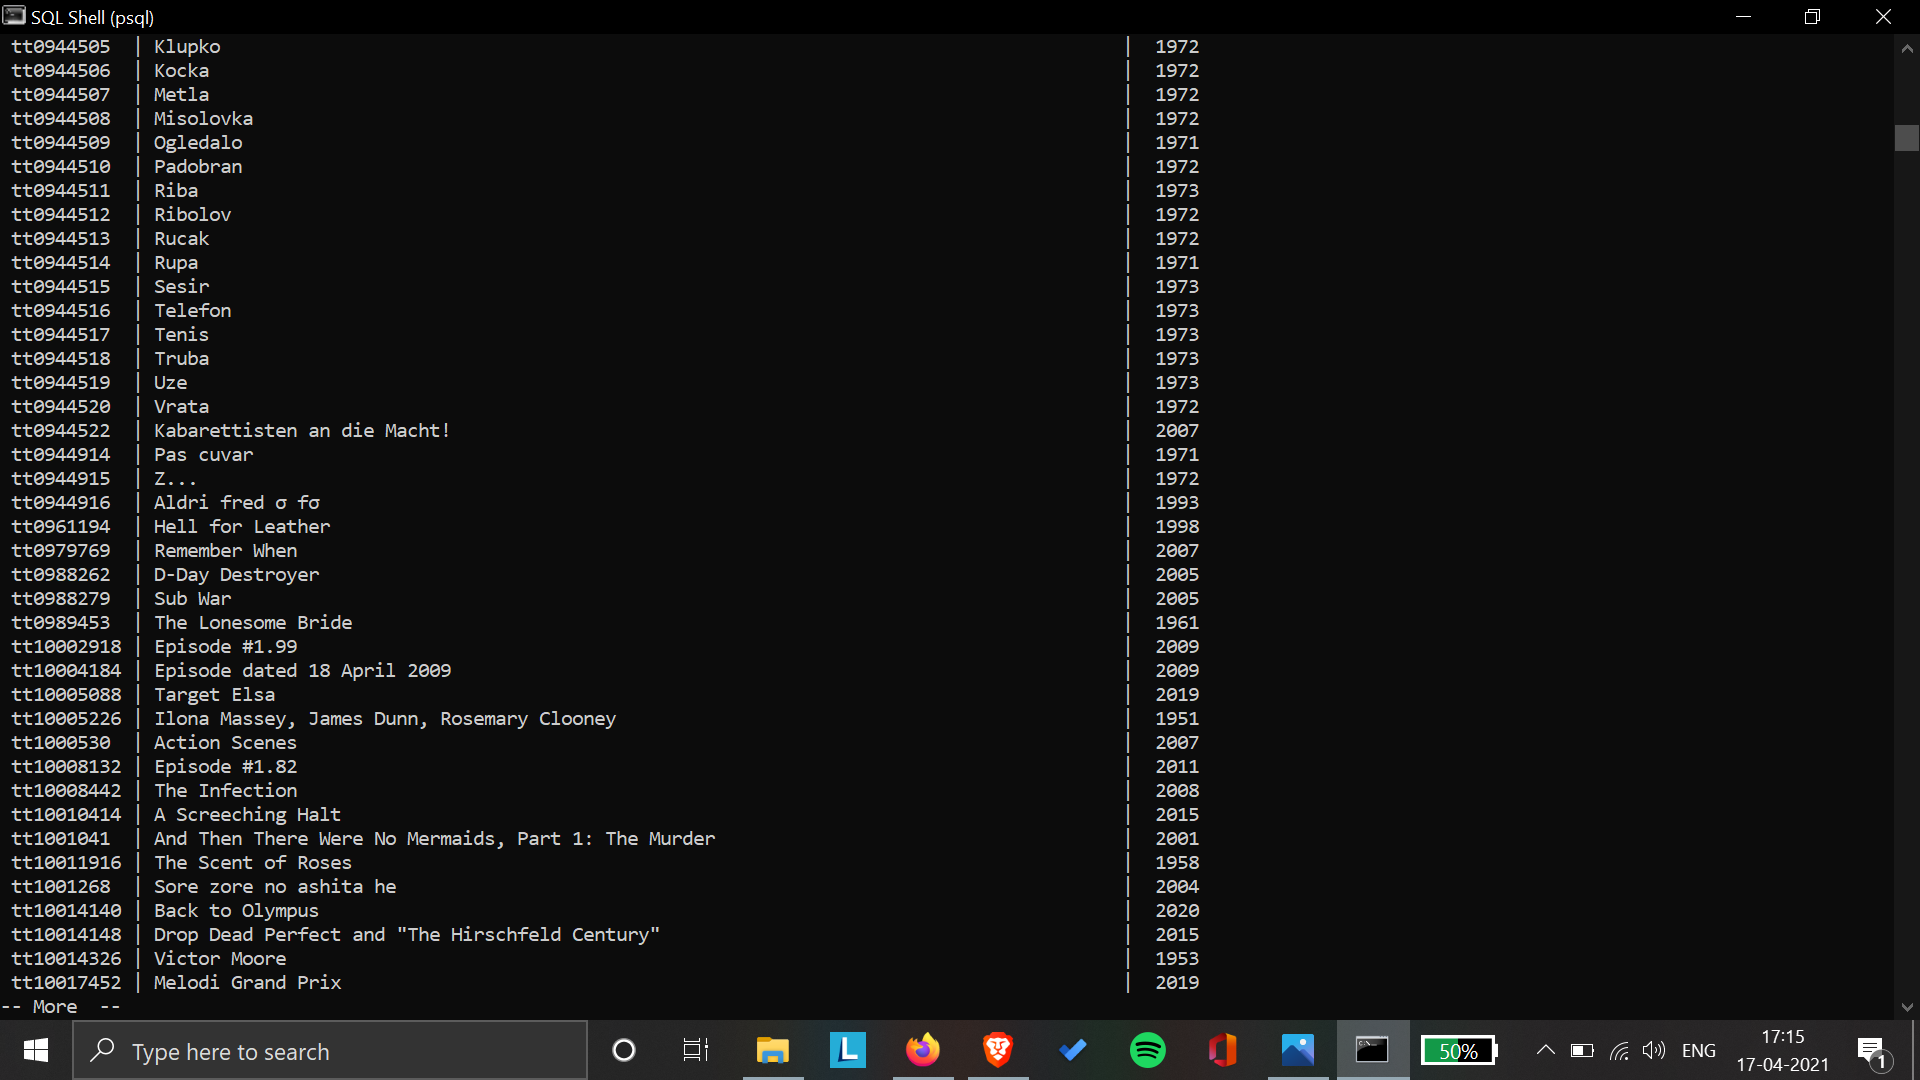 SQL Shell (psql)
tt0944505 | Klupko | 1972
tt0944506 | Kocka | 1972
tt0944507 | Metla | 1972
tt0944508 | Misolovka | 1972
tt0944509 | Ogledalo | 1971
tt0944510 | Padobran | 1972
tt0944511 | Riba | 1973
tt0944512 | Ribolov | 1972
tt0944513 | Rucak | 1972
tt0944514 | Rupa | 1971
tt0944515 | Sesir | 1973
tt0944516 | Telefon | 1973
tt0944517 | Tenis | 1973
tt0944518 | Truba | 1973
tt0944519 | Uze | 1973
tt0944520 | Vrata | 1972
tt0944522 | Kabarettisten an die Macht! | 2007
tt0944914 | Pas cuvar | 1971
tt0944915 | Z... | 1972
tt0944916 | Aldri fred σ fσ | 1993
tt0961194 | Hell for Leather | 1998
tt0979769 | Remember When | 2007
tt0988262 | D-Day Destroyer | 2005
tt0988279 | Sub War | 2005
tt0989453 | The Lonesome Bride | 1961
tt10002918 | Episode #1.99 | 2009
tt10004184 | Episode dated 18 April 2009 | 2009
tt10005088 | Target Elsa | 2019
tt10005226 | Ilona Massey, James Dunn, Rosemary Clooney | 1951
tt1000530 | Action Scenes | 2007
tt10008132 | Episode #1.82 | 2011
tt10008442 | The Infection | 2008
tt10010414 | A Screeching Halt | 2015
tt1001041 | And Then There Were No Mermaids, Part 1: The Murder | 2001
tt10011916 | The Scent of Roses | 1958
tt1001268 | Sore zore no ashita he | 2004
tt10014140 | Back to Olympus | 2020
tt10014148 | Drop Dead Perfect and "The Hirschfeld Century" | 2015
tt10014326 | Victor Moore | 1953
tt10017452 | Melodi Grand Prix | 2019
-- More --
Type here to search
L
50%
ENG
17:15
17-04-2021
1